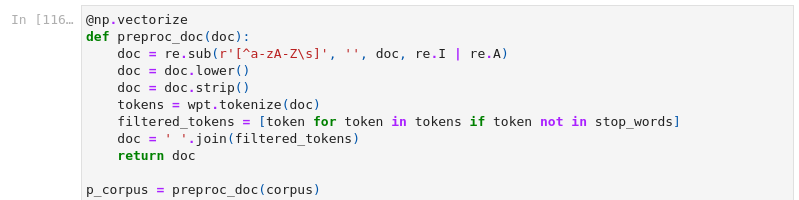 In [116…
@np.vectorize
def preproc_doc(doc):
    doc = re.sub(r'[^a-zA-Z\s]', '', doc, re.I | re.A)
    doc = doc.lower()
    doc = doc.strip()
    tokens = wpt.tokenize(doc)
    filtered_tokens = [token for token in tokens if token not in stop_words]
    doc = ' '.join(filtered_tokens)
    return doc

p_corpus = preproc_doc(corpus)